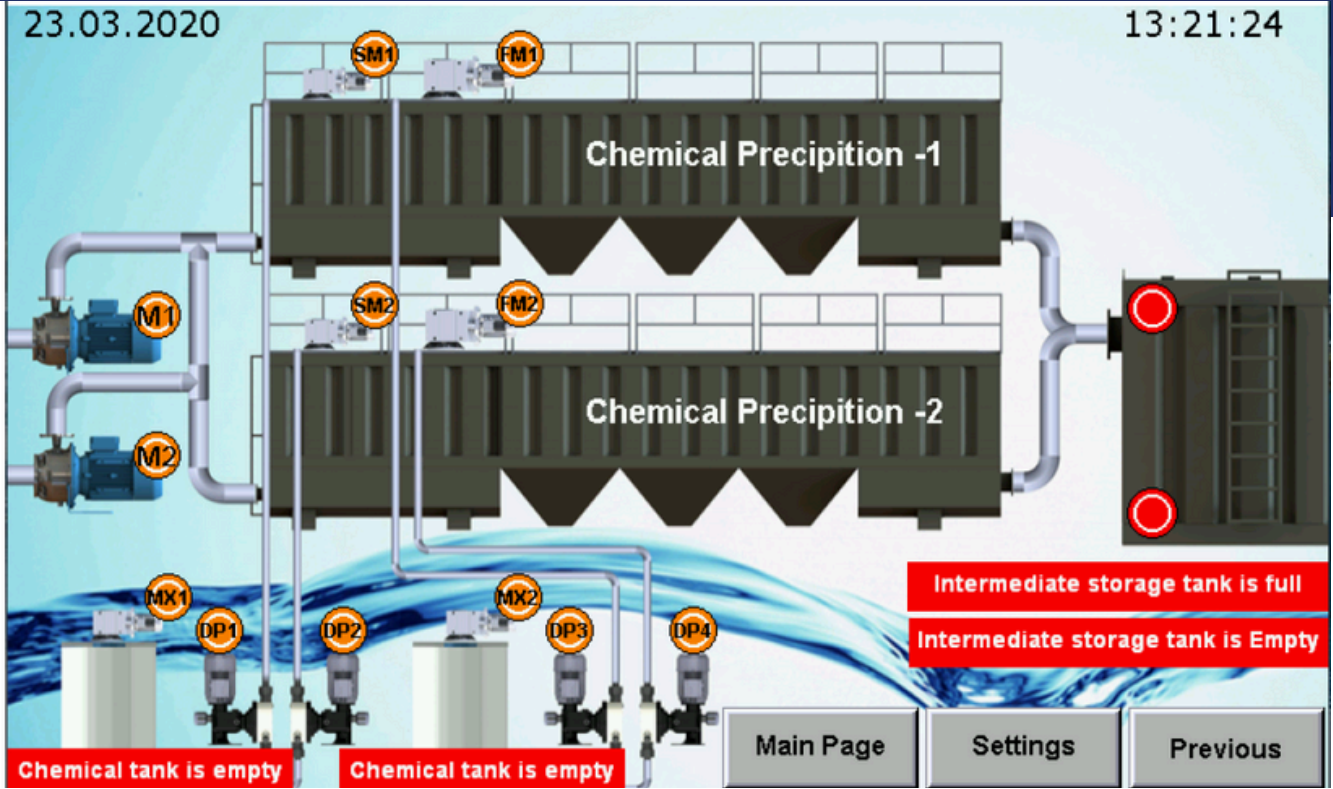 23.03.2020
13:21:24
SM1
FM1
Chemical Precipition -1
SM2
FM2
M1
Chemical Precipition -2
M2
Intermediate storage tank is full
MX1
MX2
DP1
DP2
DP3
DP4
Intermediate storage tank is Empty
Main Page
Settings
Previous
Chemical tank is empty
Chemical tank is empty